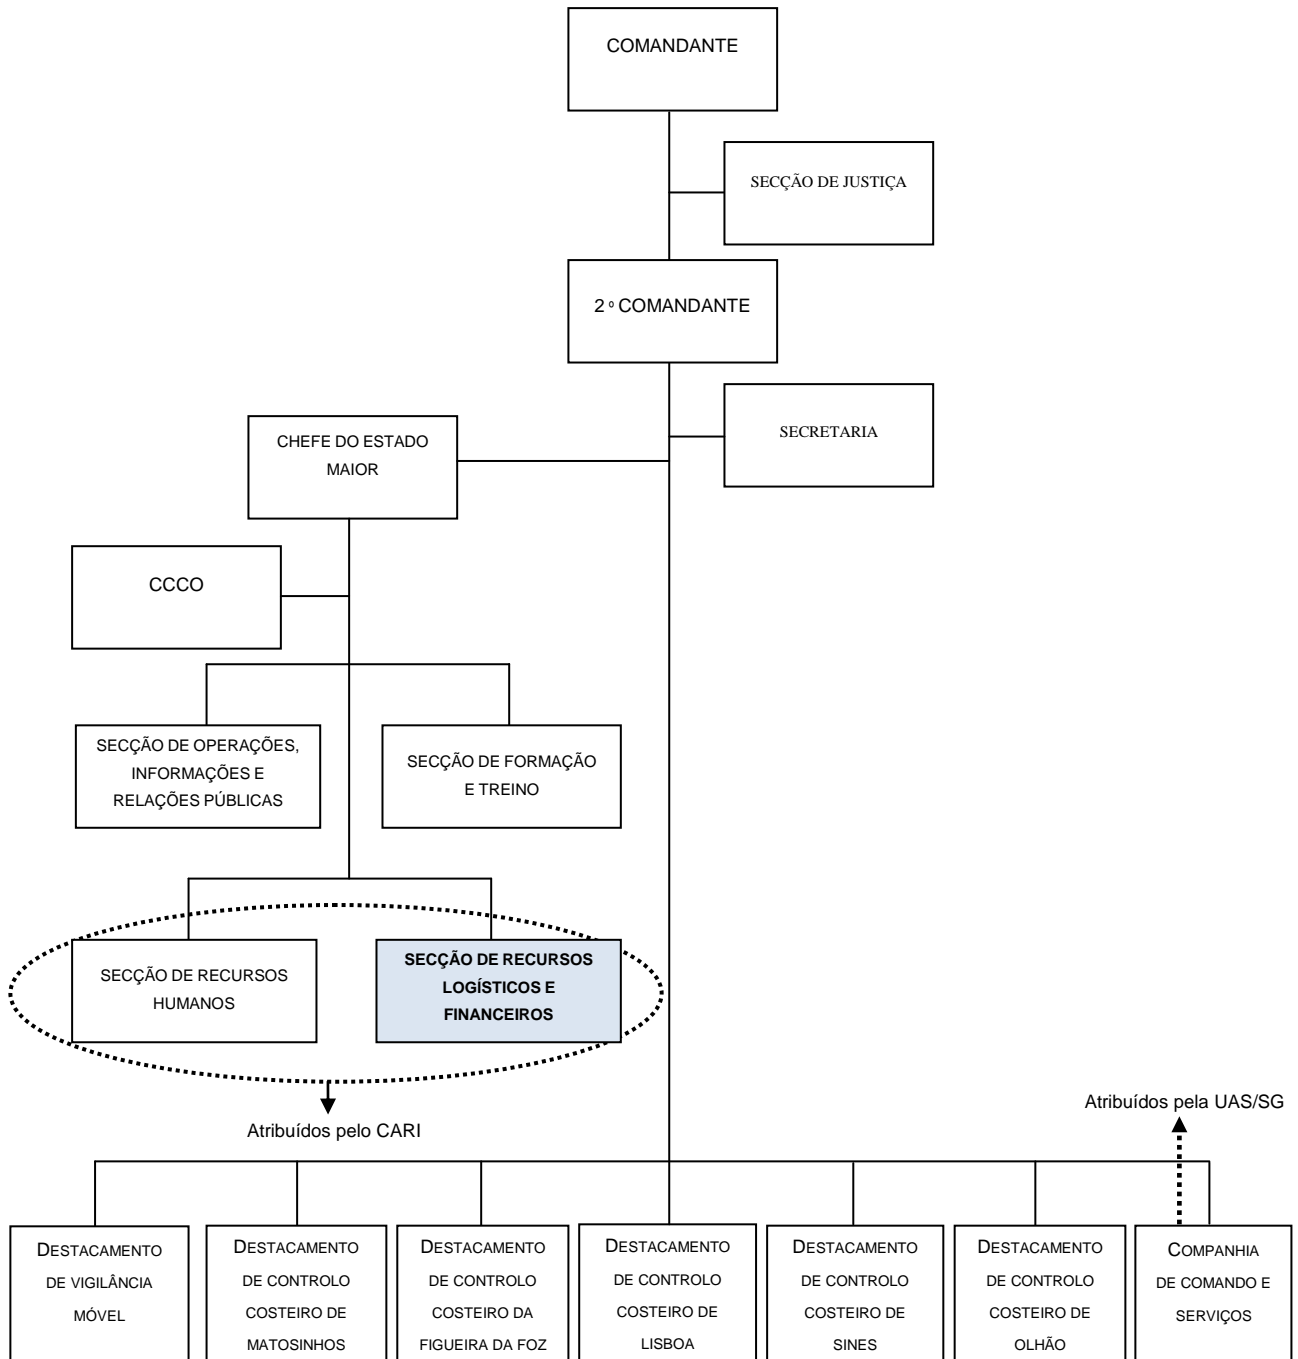 COMANDANTE
SECÇÃO DE JUSTIÇA
2º COMANDANTE
SECRETARIA
CHEFE DO ESTADO
MAIOR
CCCO
SECÇÃO DE OPERAÇÕES,
INFORMAÇÕES E
RELAÇÕES PÚBLICAS
SECÇÃO DE FORMAÇÃO
E TREINO
SECÇÃO DE RECURSOS
HUMANOS
SECÇÃO DE RECURSOS
LOGÍSTICOS E
FINANCEIROS
Atribuídos pelo CARI
Atribuídos pela UAS/SG
DESTACAMENTO
DE VIGILÂNCIA
MÓVEL
DESTACAMENTO
DE CONTROLO
COSTEIRO DE
MATOSINHOS
DESTACAMENTO
DE CONTROLO
COSTEIRO DA
FIGUEIRA DA FOZ
DESTACAMENTO
DE CONTROLO
COSTEIRO DE
LISBOA
DESTACAMENTO
DE CONTROLO
COSTEIRO DE
SINES
DESTACAMENTO
DE CONTROLO
COSTEIRO DE
OLHÃO
COMPANHIA
DE COMANDO E
SERVIÇOS